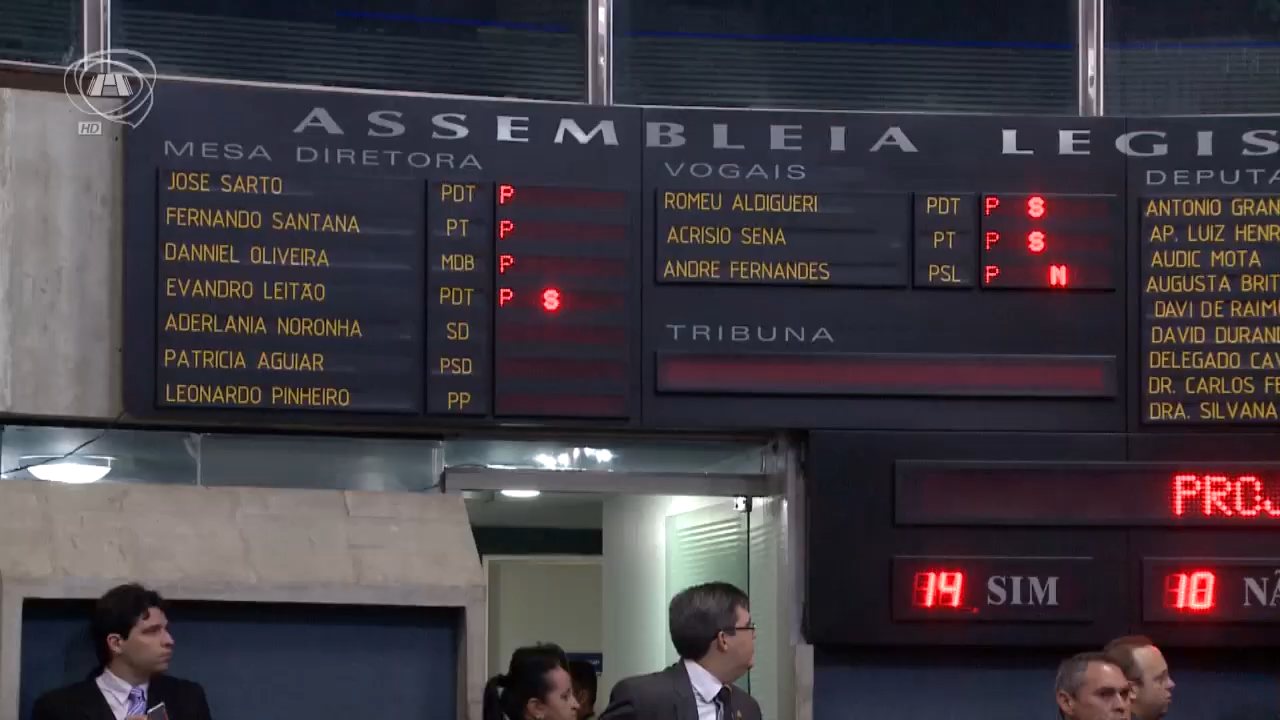 HD
ASSEMBLEIA LEGIS
MESA DIRETORA
JOSE SARTO PDT P
FERNANDO SANTANA PT P
DANNIEL OLIVEIRA MDB P
EVANDRO LEITÃO PDT P S
ADERLANIA NORONHA SD
PATRICIA AGUIAR PSD
LEONARDO PINHEIRO PP
VOGAIS
ROMEU ALDIGUERI PDT P S
ACRISIO SENA PT P S
ANDRE FERNANDES PSL P N
TRIBUNA
DEPUTA
ANTONIO GRAN
AP. LUIZ HENR
AUDIC MOTA
AUGUSTA BRIT
DAVI DE RAIM
DAVID DURAN
DELEGADO CAV
DR. CARLOS FE
DRA. SILVANA
PROJ
14 SIM 10 NÃ